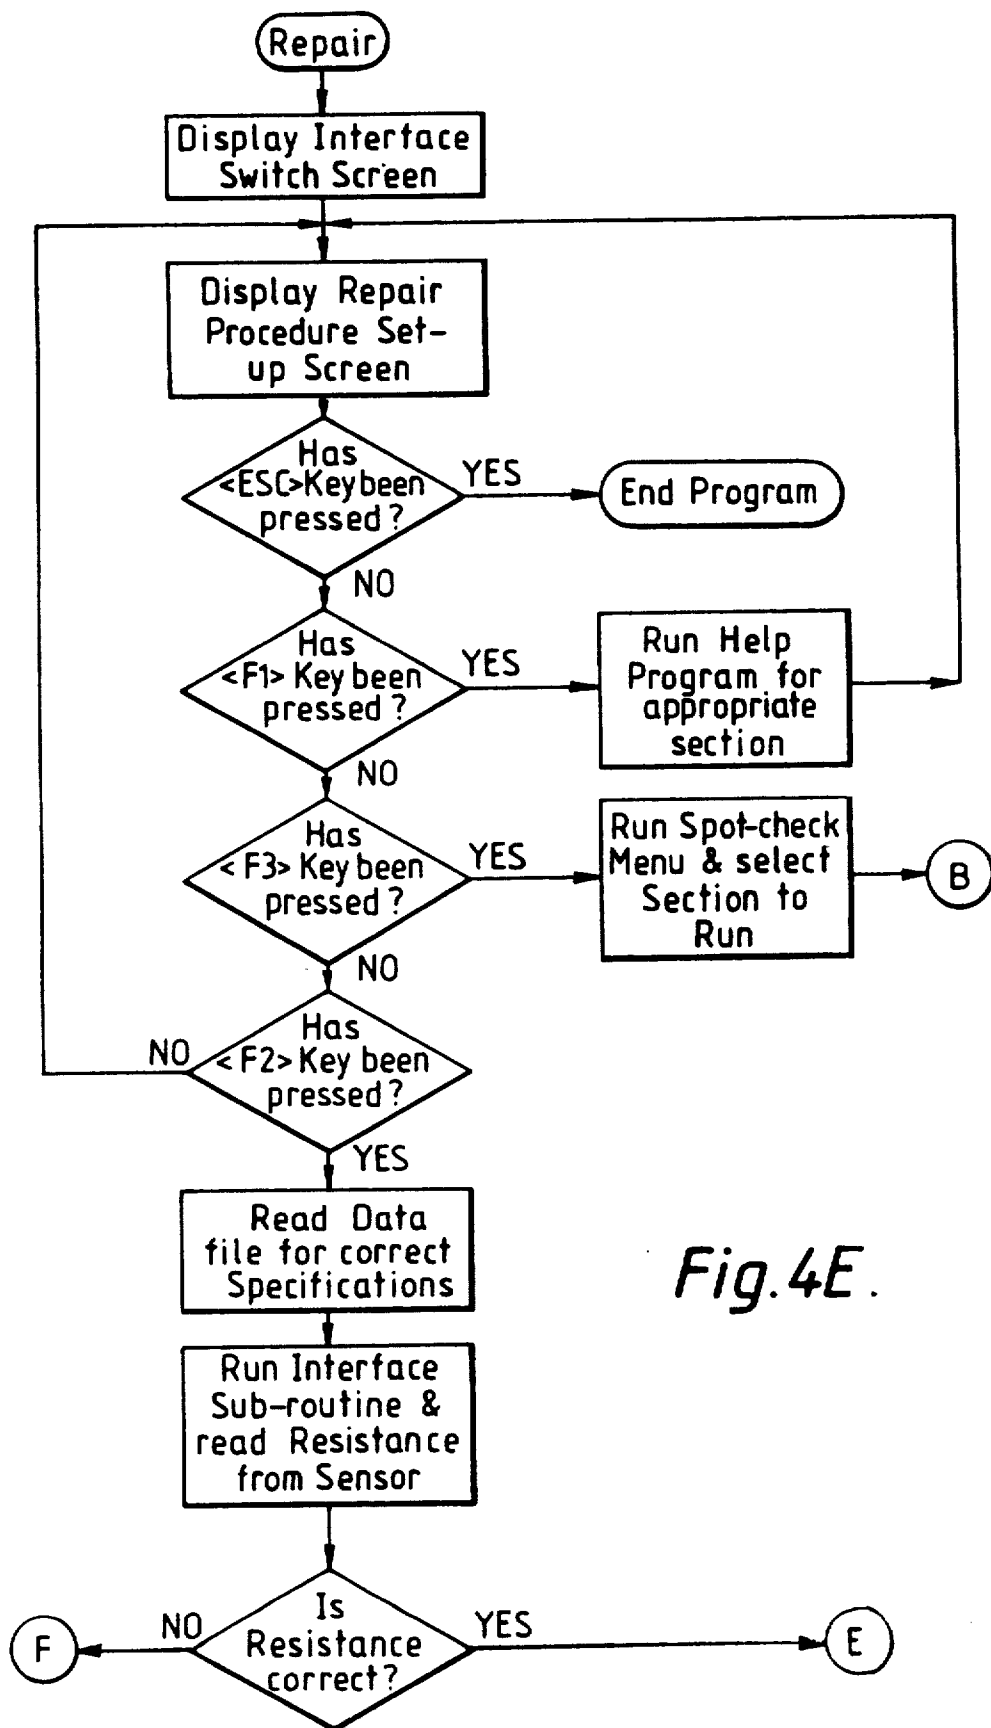 Repair
Display Interface
Switch Screen
Display Repair
Procedure Set-
up Screen
Has
<ESC> Key been
pressed?
YES
End Program
NO
Has
<F1> Key been
pressed?
YES
Run Help
Program for
appropriate
section
NO
Has
<F3> Key been
pressed?
YES
Run Spot-check
Menu & select
Section to
Run
B
NO
Has
<F2> Key been
pressed?
NO
YES
Read Data
file for correct
Specifications
Fig.4E.
Run Interface
Sub-routine &
read Resistance
from Sensor
Is
Resistance
correct?
NO
F
YES
E